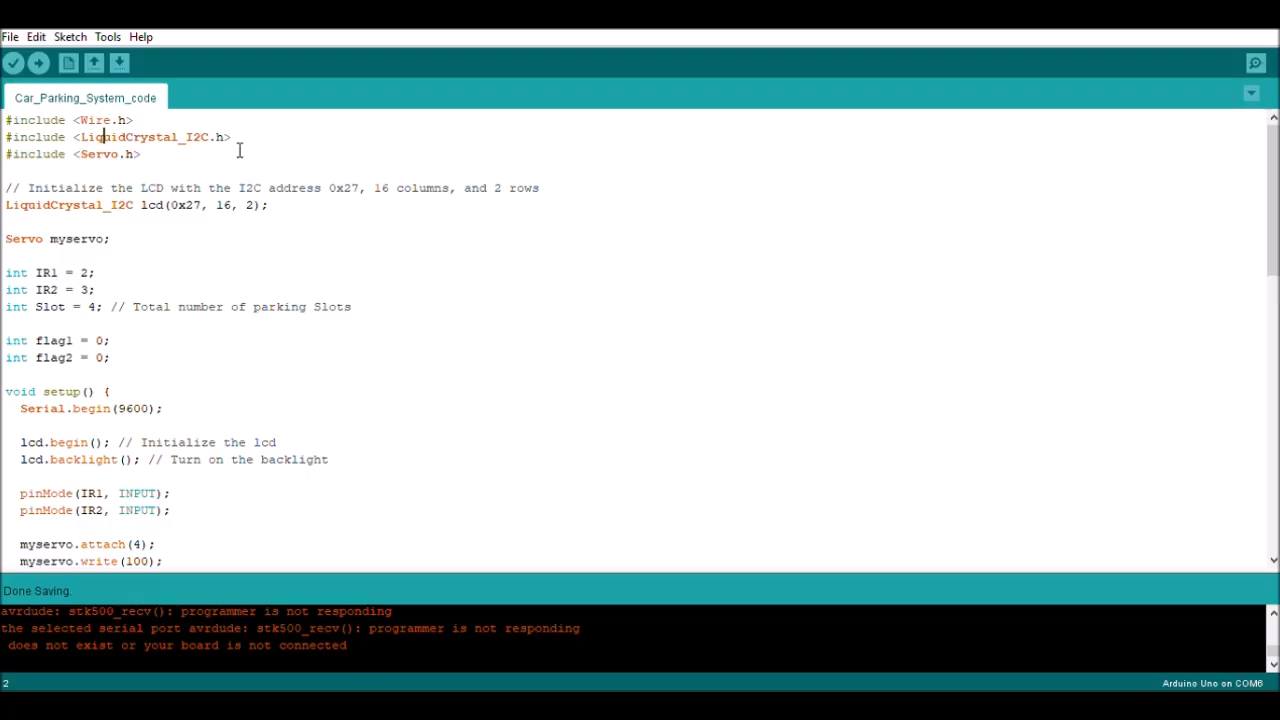 File Edit Sketch Tools Help
Car_Parking_System_code
#include <Wire.h>
#include <LiquidCrystal_I2C.h>
#include <Servo.h>
// Initialize the LCD with the I2C address 0x27, 16 columns, and 2 rows
LiquidCrystal_I2C lcd(0x27, 16, 2);
Servo myservo;
int IR1 = 2;
int IR2 = 3;
int Slot = 4; // Total number of parking Slots
int flag1 = 0;
int flag2 = 0;
void setup() {
Serial.begin(9600);
lcd.begin(); // Initialize the lcd
lcd.backlight(); // Turn on the backlight
pinMode(IR1, INPUT);
pinMode(IR2, INPUT);
myservo.attach(4);
myservo.write(100);
Done Saving.
avrdude: stk500_recv(): programmer is not responding
the selected serial port avrdude: stk500_recv(): programmer is not responding
does not exist or your board is not connected
2 Arduino Uno on COM6